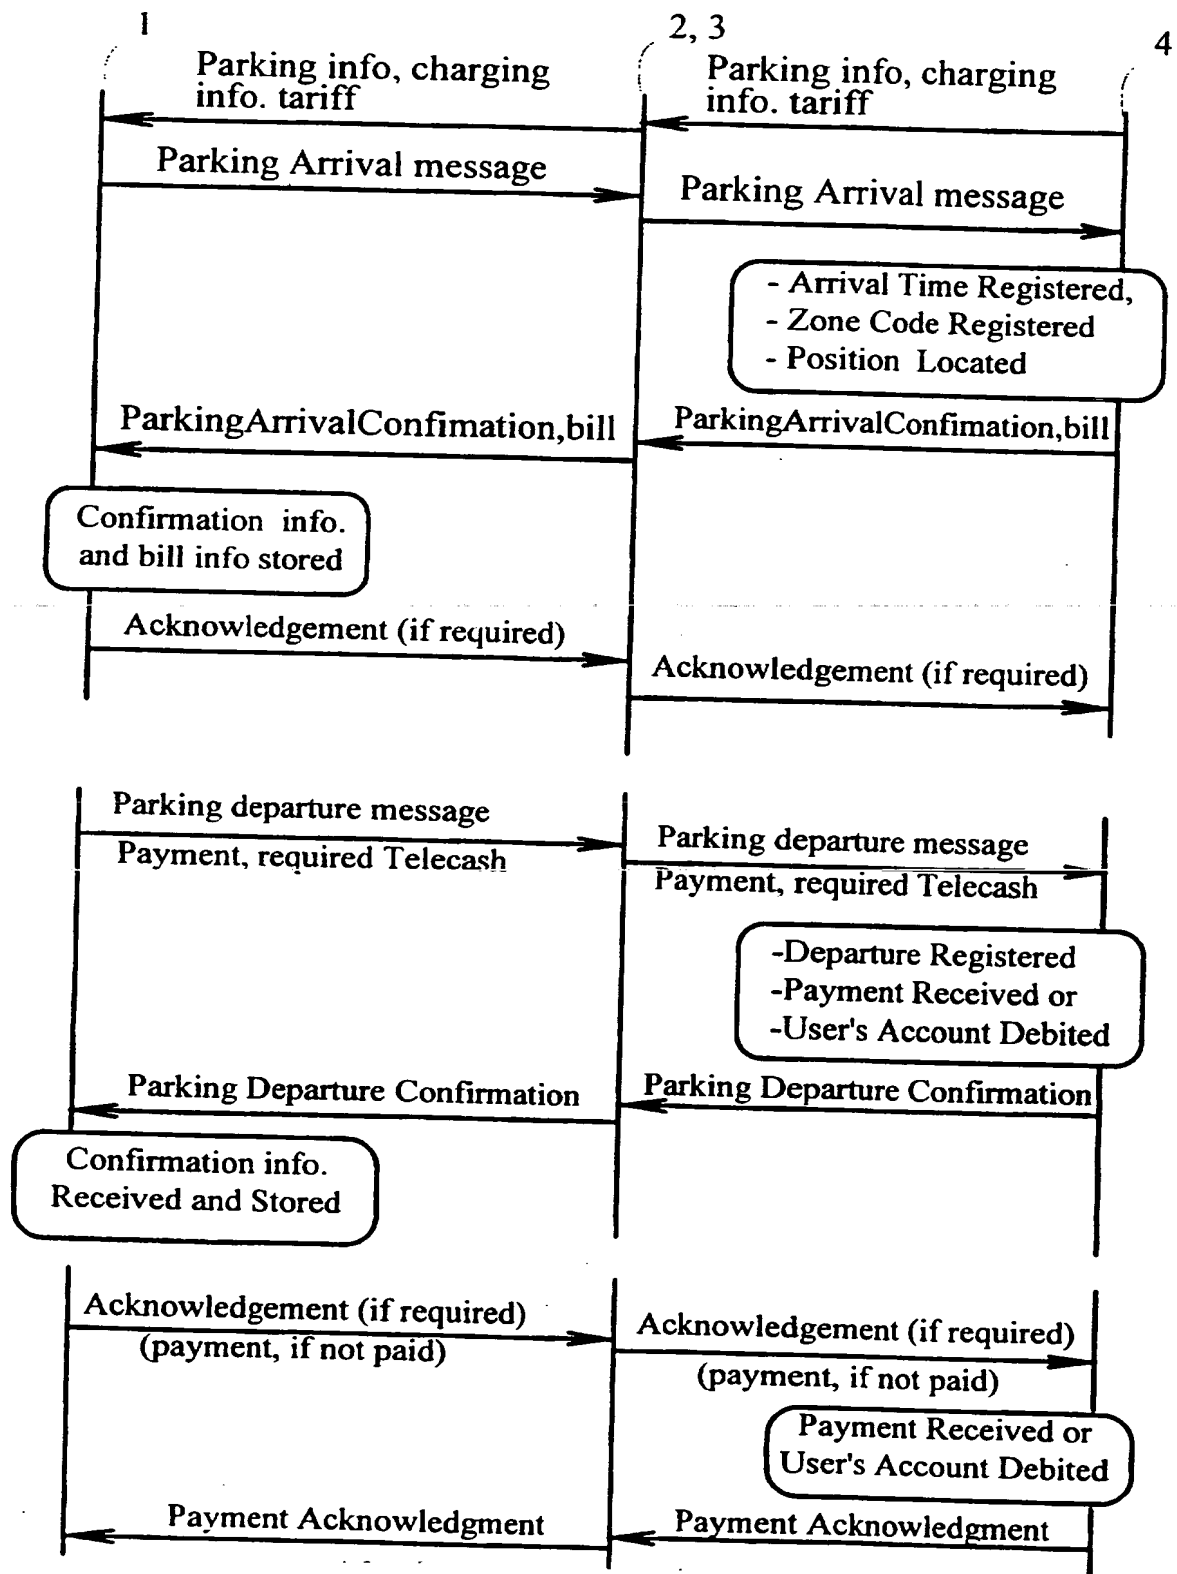 1
2, 3
4
Parking info, charging
info. tariff
Parking info, charging
info. tariff
Parking Arrival message
Parking Arrival message
- Arrival Time Registered,
- Zone Code Registered
- Position Located
ParkingArrivalConfimation,bill
ParkingArrivalConfimation,bill
Confirmation info.
and bill info stored
Acknowledgement (if required)
Acknowledgement (if required)
Parking departure message
Payment, required Telecash
Parking departure message
Payment, required Telecash
-Departure Registered
-Payment Received or
-User's Account Debited
Parking Departure Confirmation
Parking Departure Confirmation
Confirmation info.
Received and Stored
Acknowledgement (if required)
(payment, if not paid)
Acknowledgement (if required)
(payment, if not paid)
Payment Received or
User's Account Debited
Payment Acknowledgment
Payment Acknowledgment